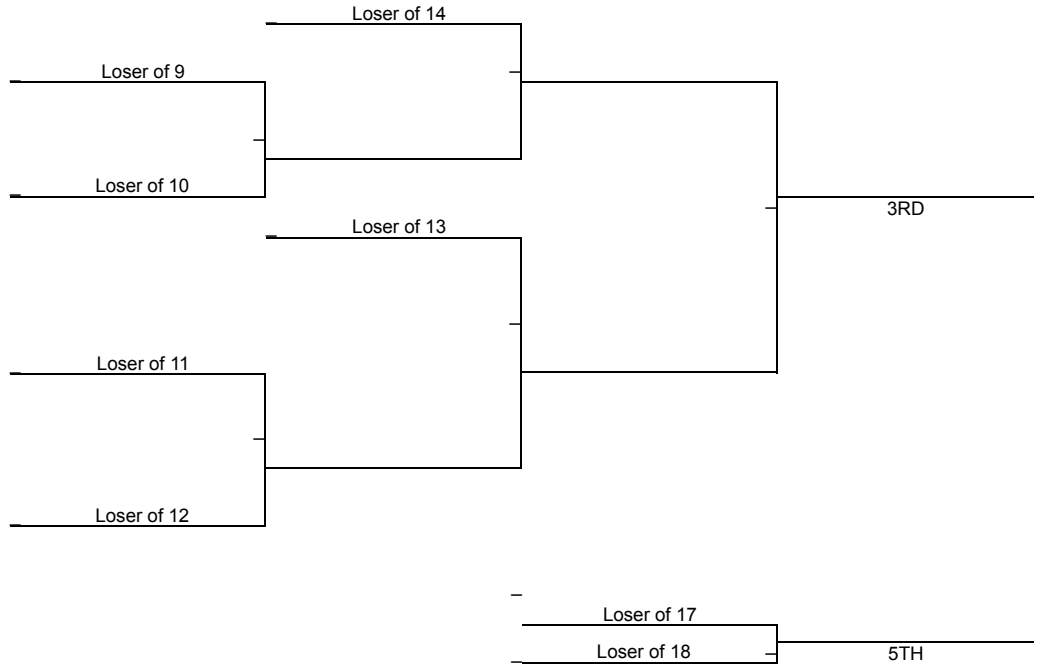 Loser of 14
Loser of 9
Loser of 10
3RD
Loser of 13
Loser of 11
Loser of 12
Loser of 17
Loser of 18
5TH